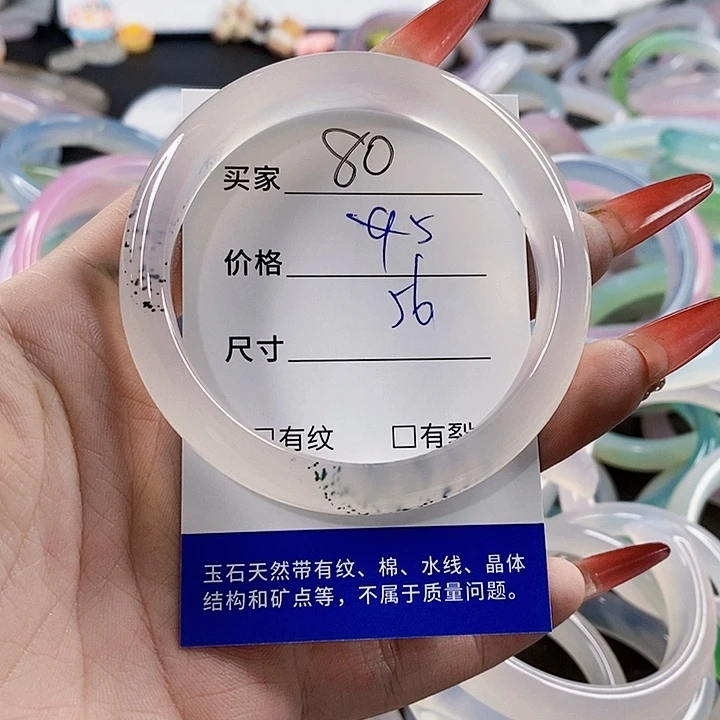 买家 80
价格 95
尺寸 56
□有纹 □有裂
玉石天然带有纹、棉、水线、晶体
结构和矿点等，不属于质量问题。